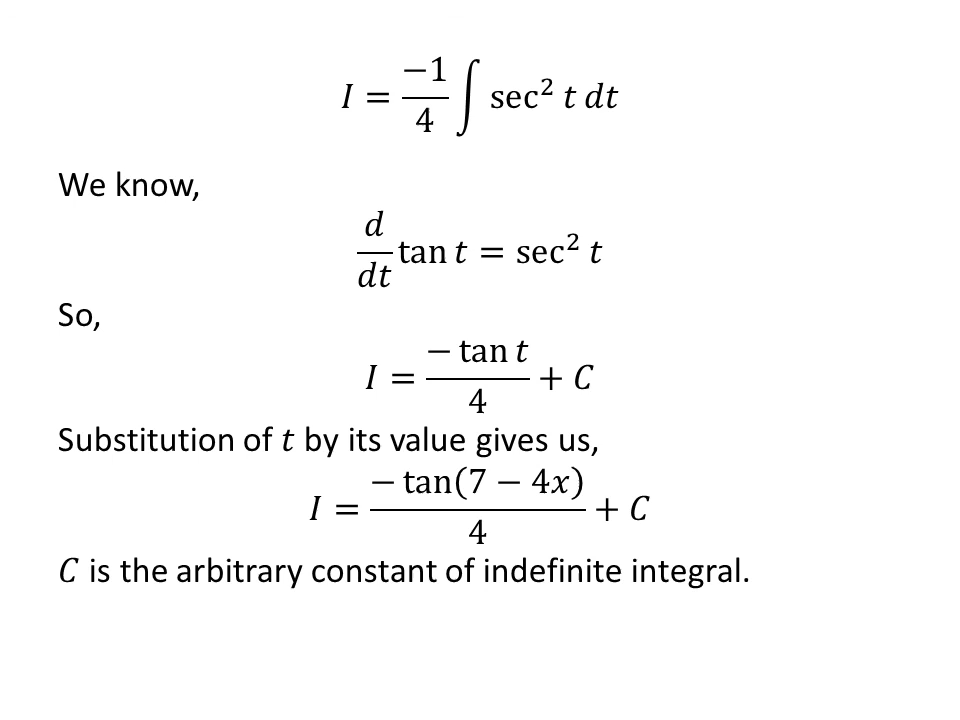 𝐼 = −1/4 ∫ sec² 𝑡 𝑑𝑡
We know,
𝑑/𝑑𝑡 tan 𝑡 = sec² 𝑡
So,
𝐼 = − tan 𝑡/4 + 𝐶
Substitution of 𝑡 by its value gives us,
𝐼 = − tan(7 − 4𝑥)/4 + 𝐶
𝐶 is the arbitrary constant of indefinite integral.